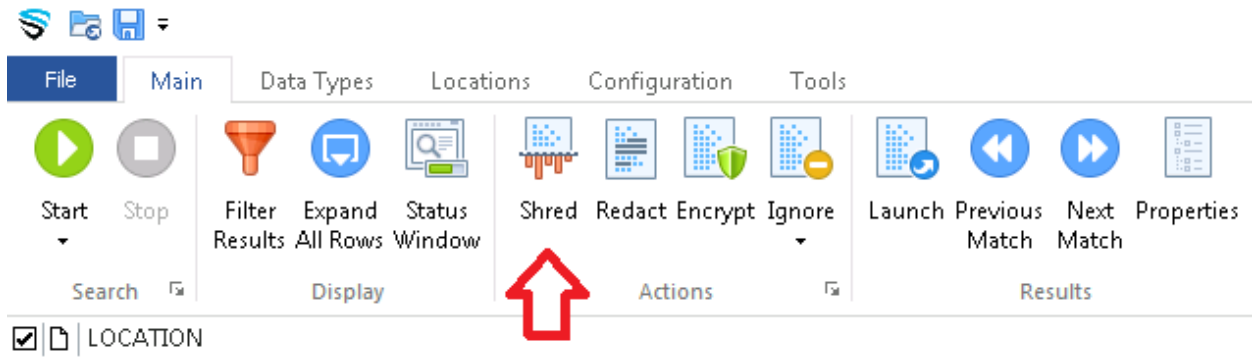 File Main Data Types Locations Configuration Tools
Start Stop Filter Expand Status Shred Redact Encrypt Ignore Launch Previous Next Properties
Results All Rows Window Match Match
Search Display Actions Results
LOCATION